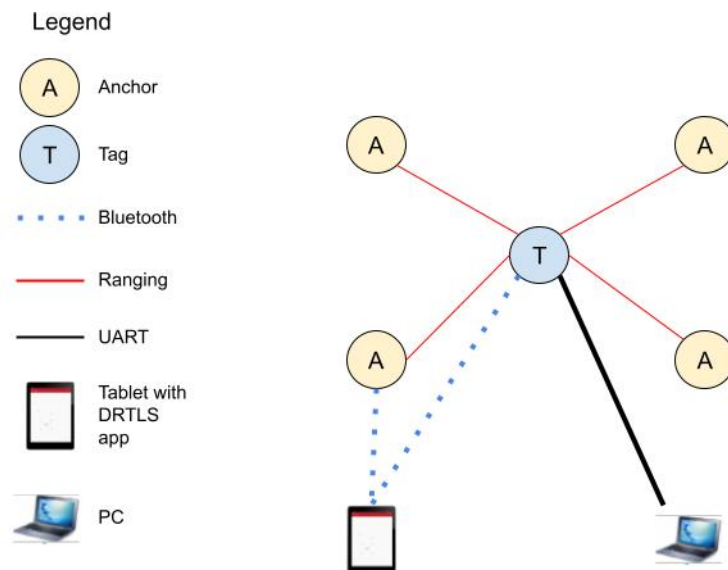 Legend
A
Anchor
T
Tag
Bluetooth
Ranging
UART
Tablet with
DRTLS
app
PC
A
A
T
A
A